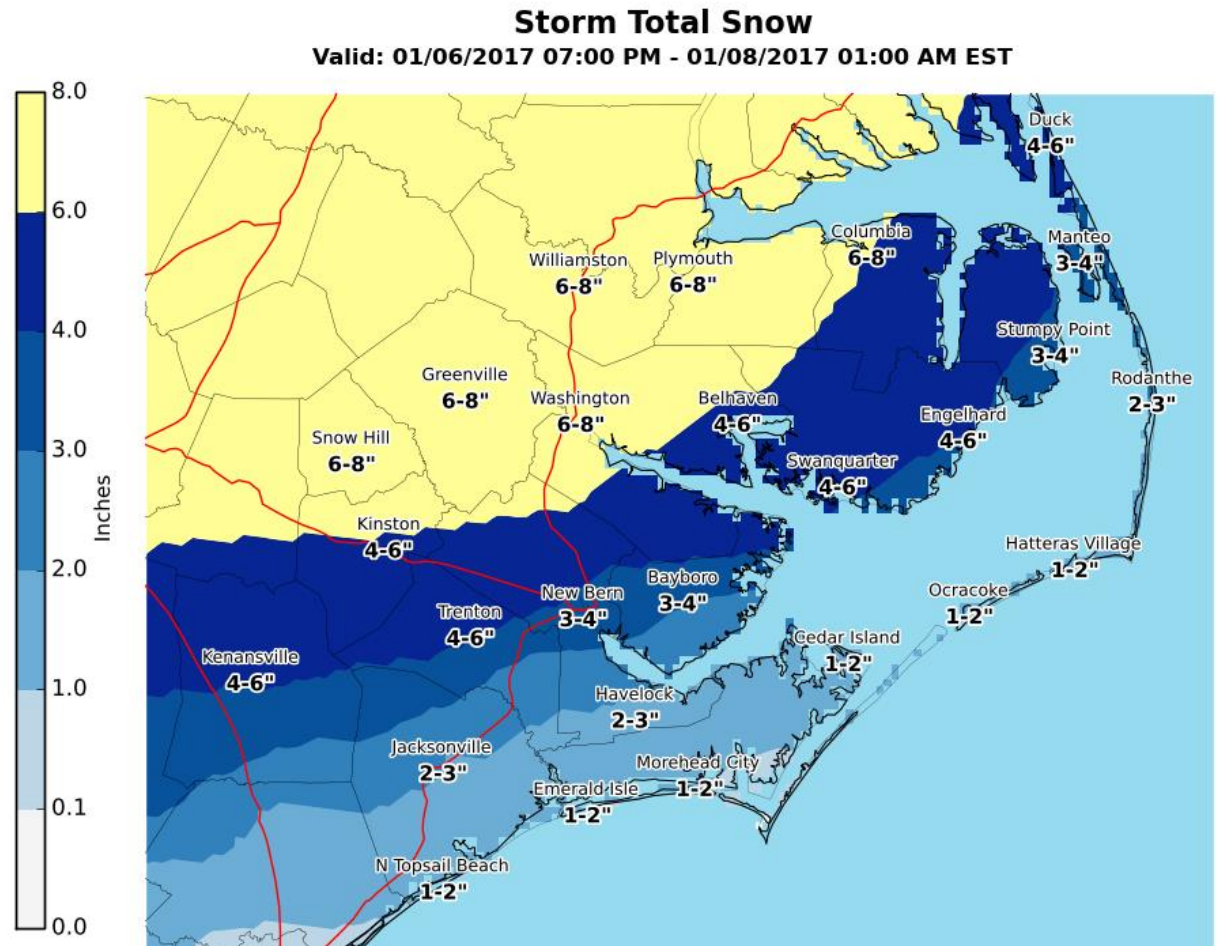 Storm Total Snow
Valid: 01/06/2017 07:00 PM - 01/08/2017 01:00 AM EST
8.0
6.0
4.0
3.0
2.0
1.0
0.1
0.0
Inches
Duck
4-6"
Columbia
6-8"
Manteo
3-4"
Williamston
6-8"
Plymouth
6-8"
Stumpy Point
3-4"
Greenville
6-8"
Rodanthe
2-3"
Washington
6-8"
Belhaven
4-6"
Engelhard
4-6"
Snow Hill
6-8"
Swanquarter
4-6"
Kinston
4-6"
Hatteras Village
1-2"
Bayboro
3-4"
New Bern
3-4"
Ocracoke
1-2"
Trenton
4-6"
Cedar Island
1-2"
Kenansville
4-6"
Havelock
2-3"
Jacksonville
2-3"
Morehead City
1-2"
Emerald Isle
1-2"
N Topsail Beach
1-2"